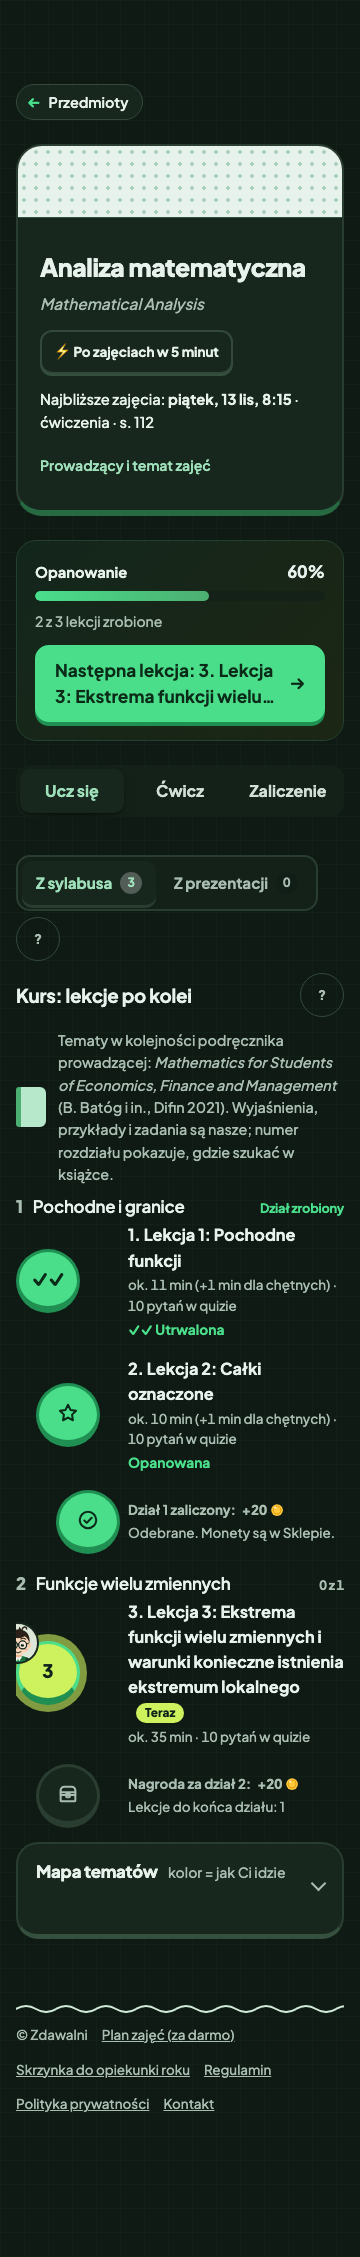 ← Przedmioty
Analiza matematyczna
Mathematical Analysis
⚡ Po zajęciach w 5 minut
Najbliższe zajęcia: piątek, 13 lis, 8:15 ·
ćwiczenia · s. 112
Prowadzący i temat zajęć
Opanowanie 60%
2 z 3 lekcji zrobione
Następna lekcja: 3. Lekcja
3: Ekstrema funkcji wielu... →
Ucz się Ćwicz Zaliczenie
Z sylabusa 3 Z prezentacji 0
?
Kurs: lekcje po kolei ?
Tematy w kolejności podręcznika
prowadzącej: Mathematics for Students
of Economics, Finance and Management
(B. Batóg i in., Difin 2021). Wyjaśnienia,
przykłady i zadania są nasze; numer
rozdziału pokazuje, gdzie szukać w
książce.
1 Pochodne i granice Dział zrobiony
1. Lekcja 1: Pochodne
funkcji
ok. 11 min (+1 min dla chętnych) ·
10 pytań w quizie
✓✓ Utrwalona
2. Lekcja 2: Całki
oznaczone
ok. 10 min (+1 min dla chętnych) ·
10 pytań w quizie
Opanowana
Dział 1 zaliczony: +20
Odebrane. Monety są w Sklepie.
2 Funkcje wielu zmiennych 0z1
3. Lekcja 3: Ekstrema
funkcji wielu zmiennych i
warunki konieczne istnienia
ekstremum lokalnego
3
Teraz
ok. 35 min · 10 pytań w quizie
Nagroda za dział 2: +20
Lekcje do końca działu: 1
Mapa tematów kolor = jak Ci idzie
© Zdawalni Plan zajęć (za darmo)
Skrzynka do opiekunki roku Regulamin
Polityka prywatności Kontakt